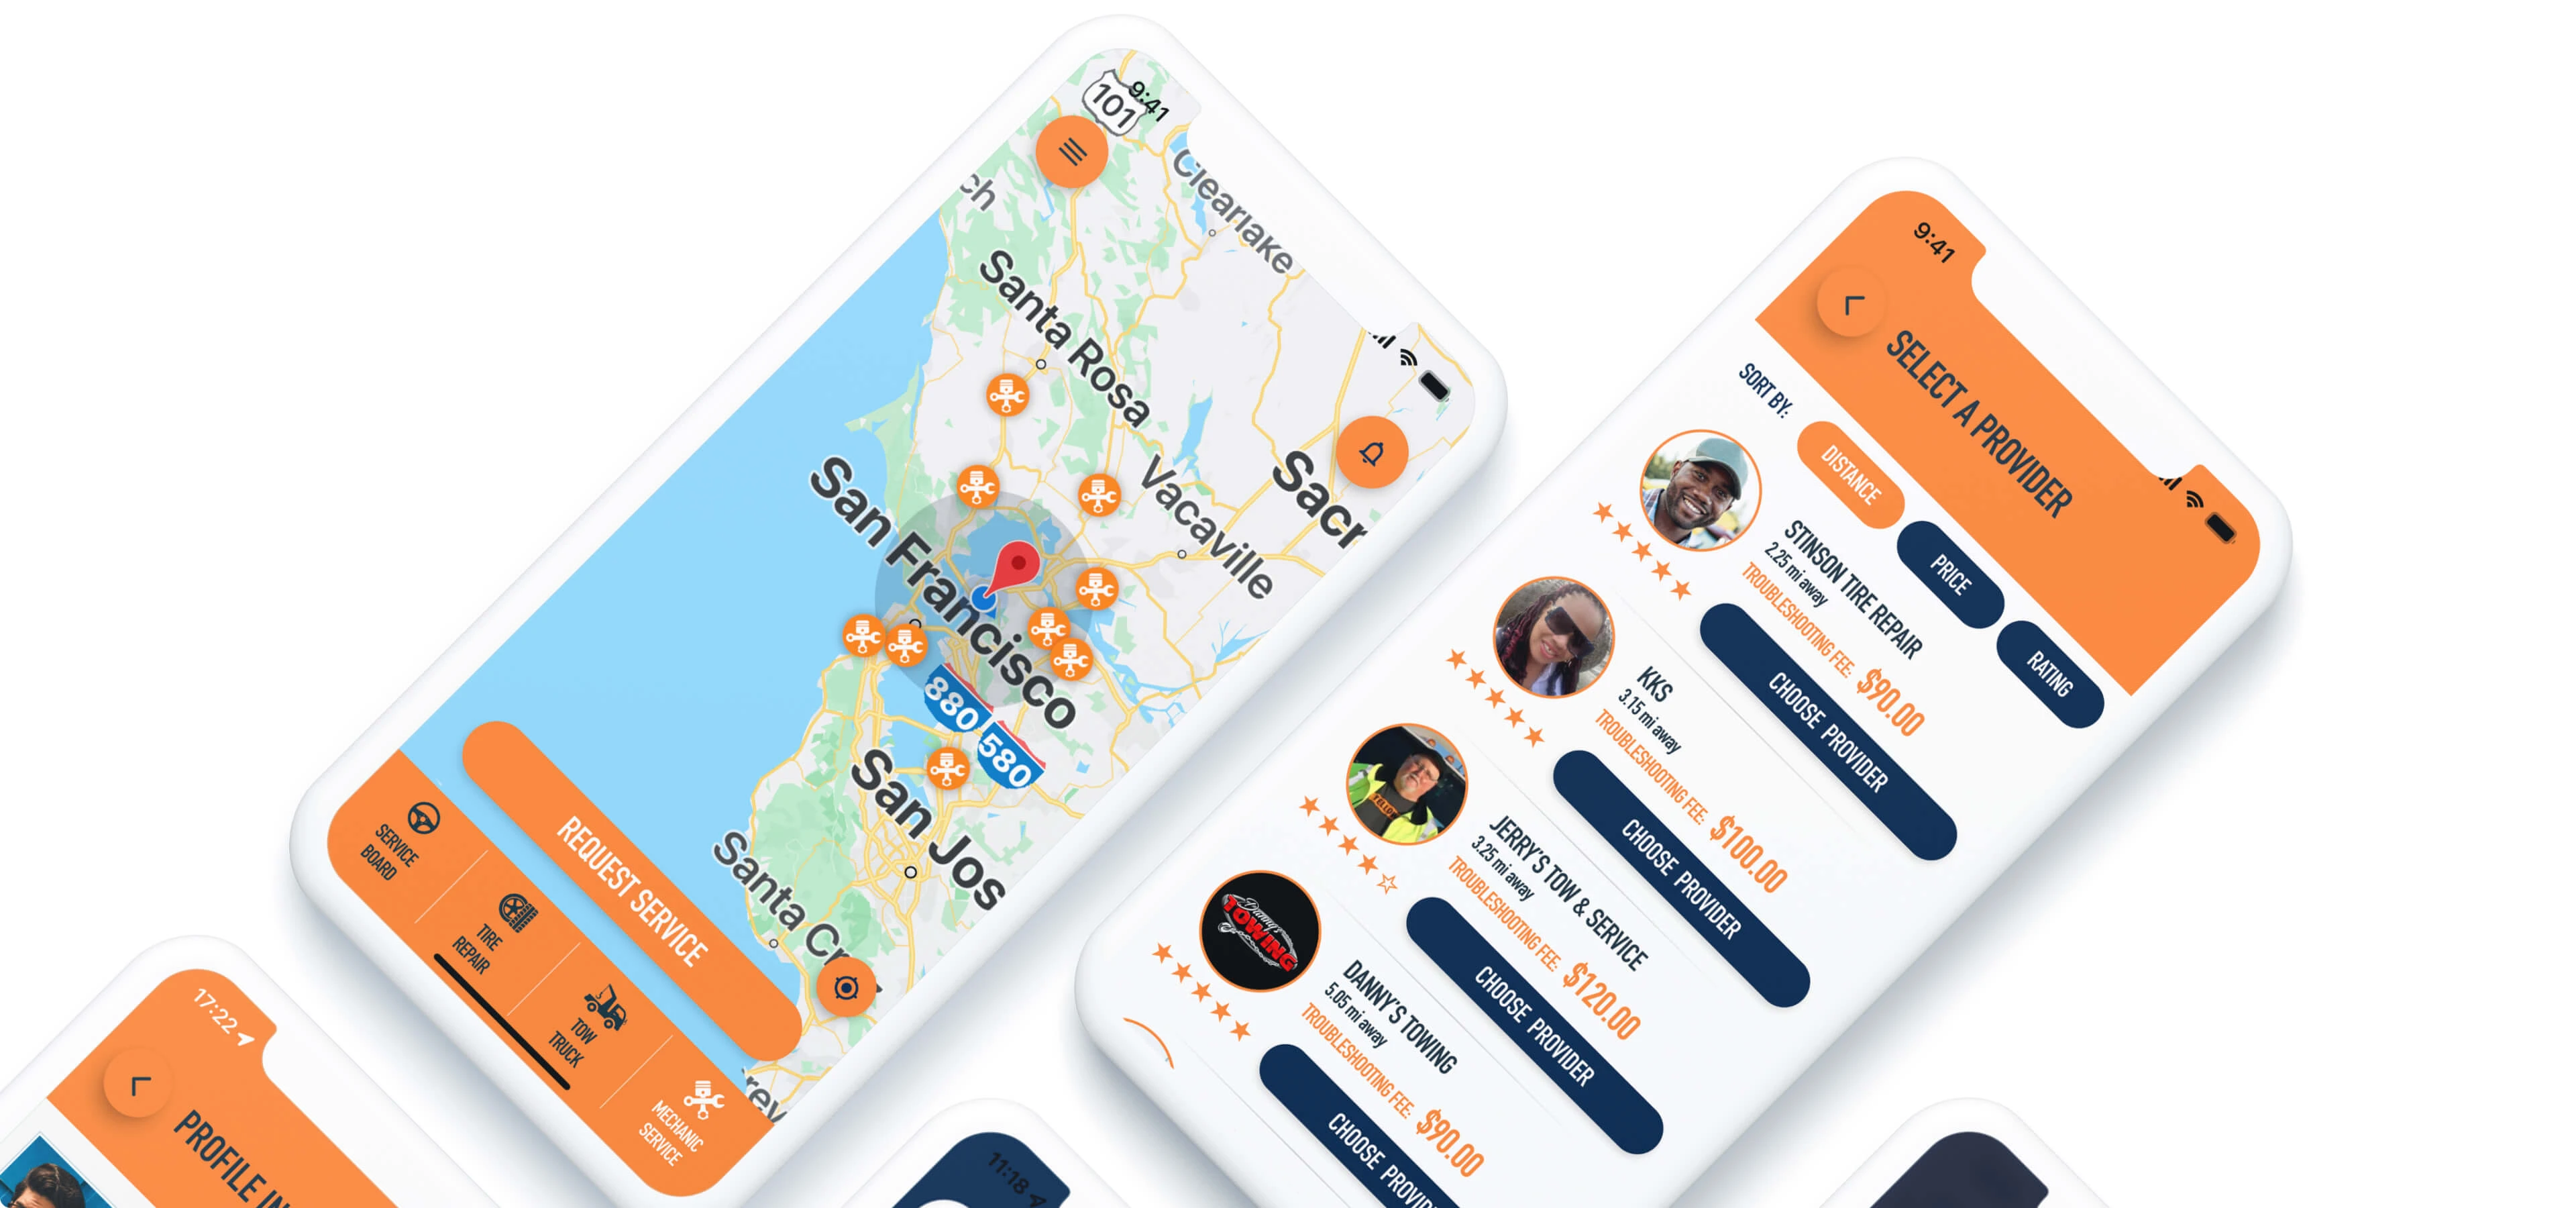 9:41
101
ch
Clearlake
Santa Rosa
Vacaville
Sacr
San Francisco
880
580
San Jos
Santa Cr
rey
REQUEST SERVICE
SERVICE
BOARD
TIRE
REPAIR
TOW
TRUCK
MECHANIC
SERVICE
9:41
SELECT A PROVIDER
SORT BY:
DISTANCE
PRICE
RATING
STINSON TIRE REPAIR
2.25 mi away
TROUBLESHOOTING FEE: $90.00
CHOOSE PROVIDER
KKS
3.15 mi away
TROUBLESHOOTING FEE: $100.00
CHOOSE PROVIDER
JERRY'S TOW & SERVICE
3.25 mi away
TROUBLESHOOTING FEE: $120.00
CHOOSE PROVIDER
Danny's
TOWING
DANNY'S TOWING
5.05 mi away
TROUBLESHOOTING FEE: $90.00
CHOOSE PROVID
17:22
PROFILE IN
11:18